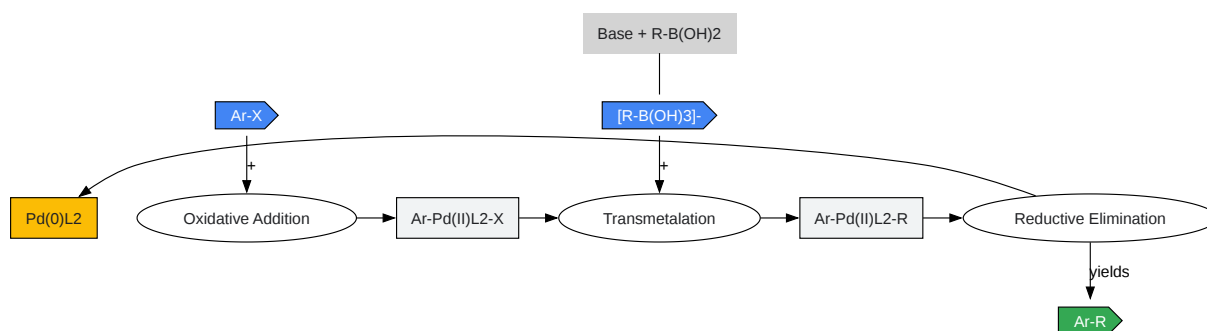 Base + R-B(OH)2
Ar-X
[R-B(OH)3]-
+
+
Pd(0)L2
Oxidative Addition
Ar-Pd(II)L2-X
Transmetalation
Ar-Pd(II)L2-R
Reductive Elimination
yields
Ar-R